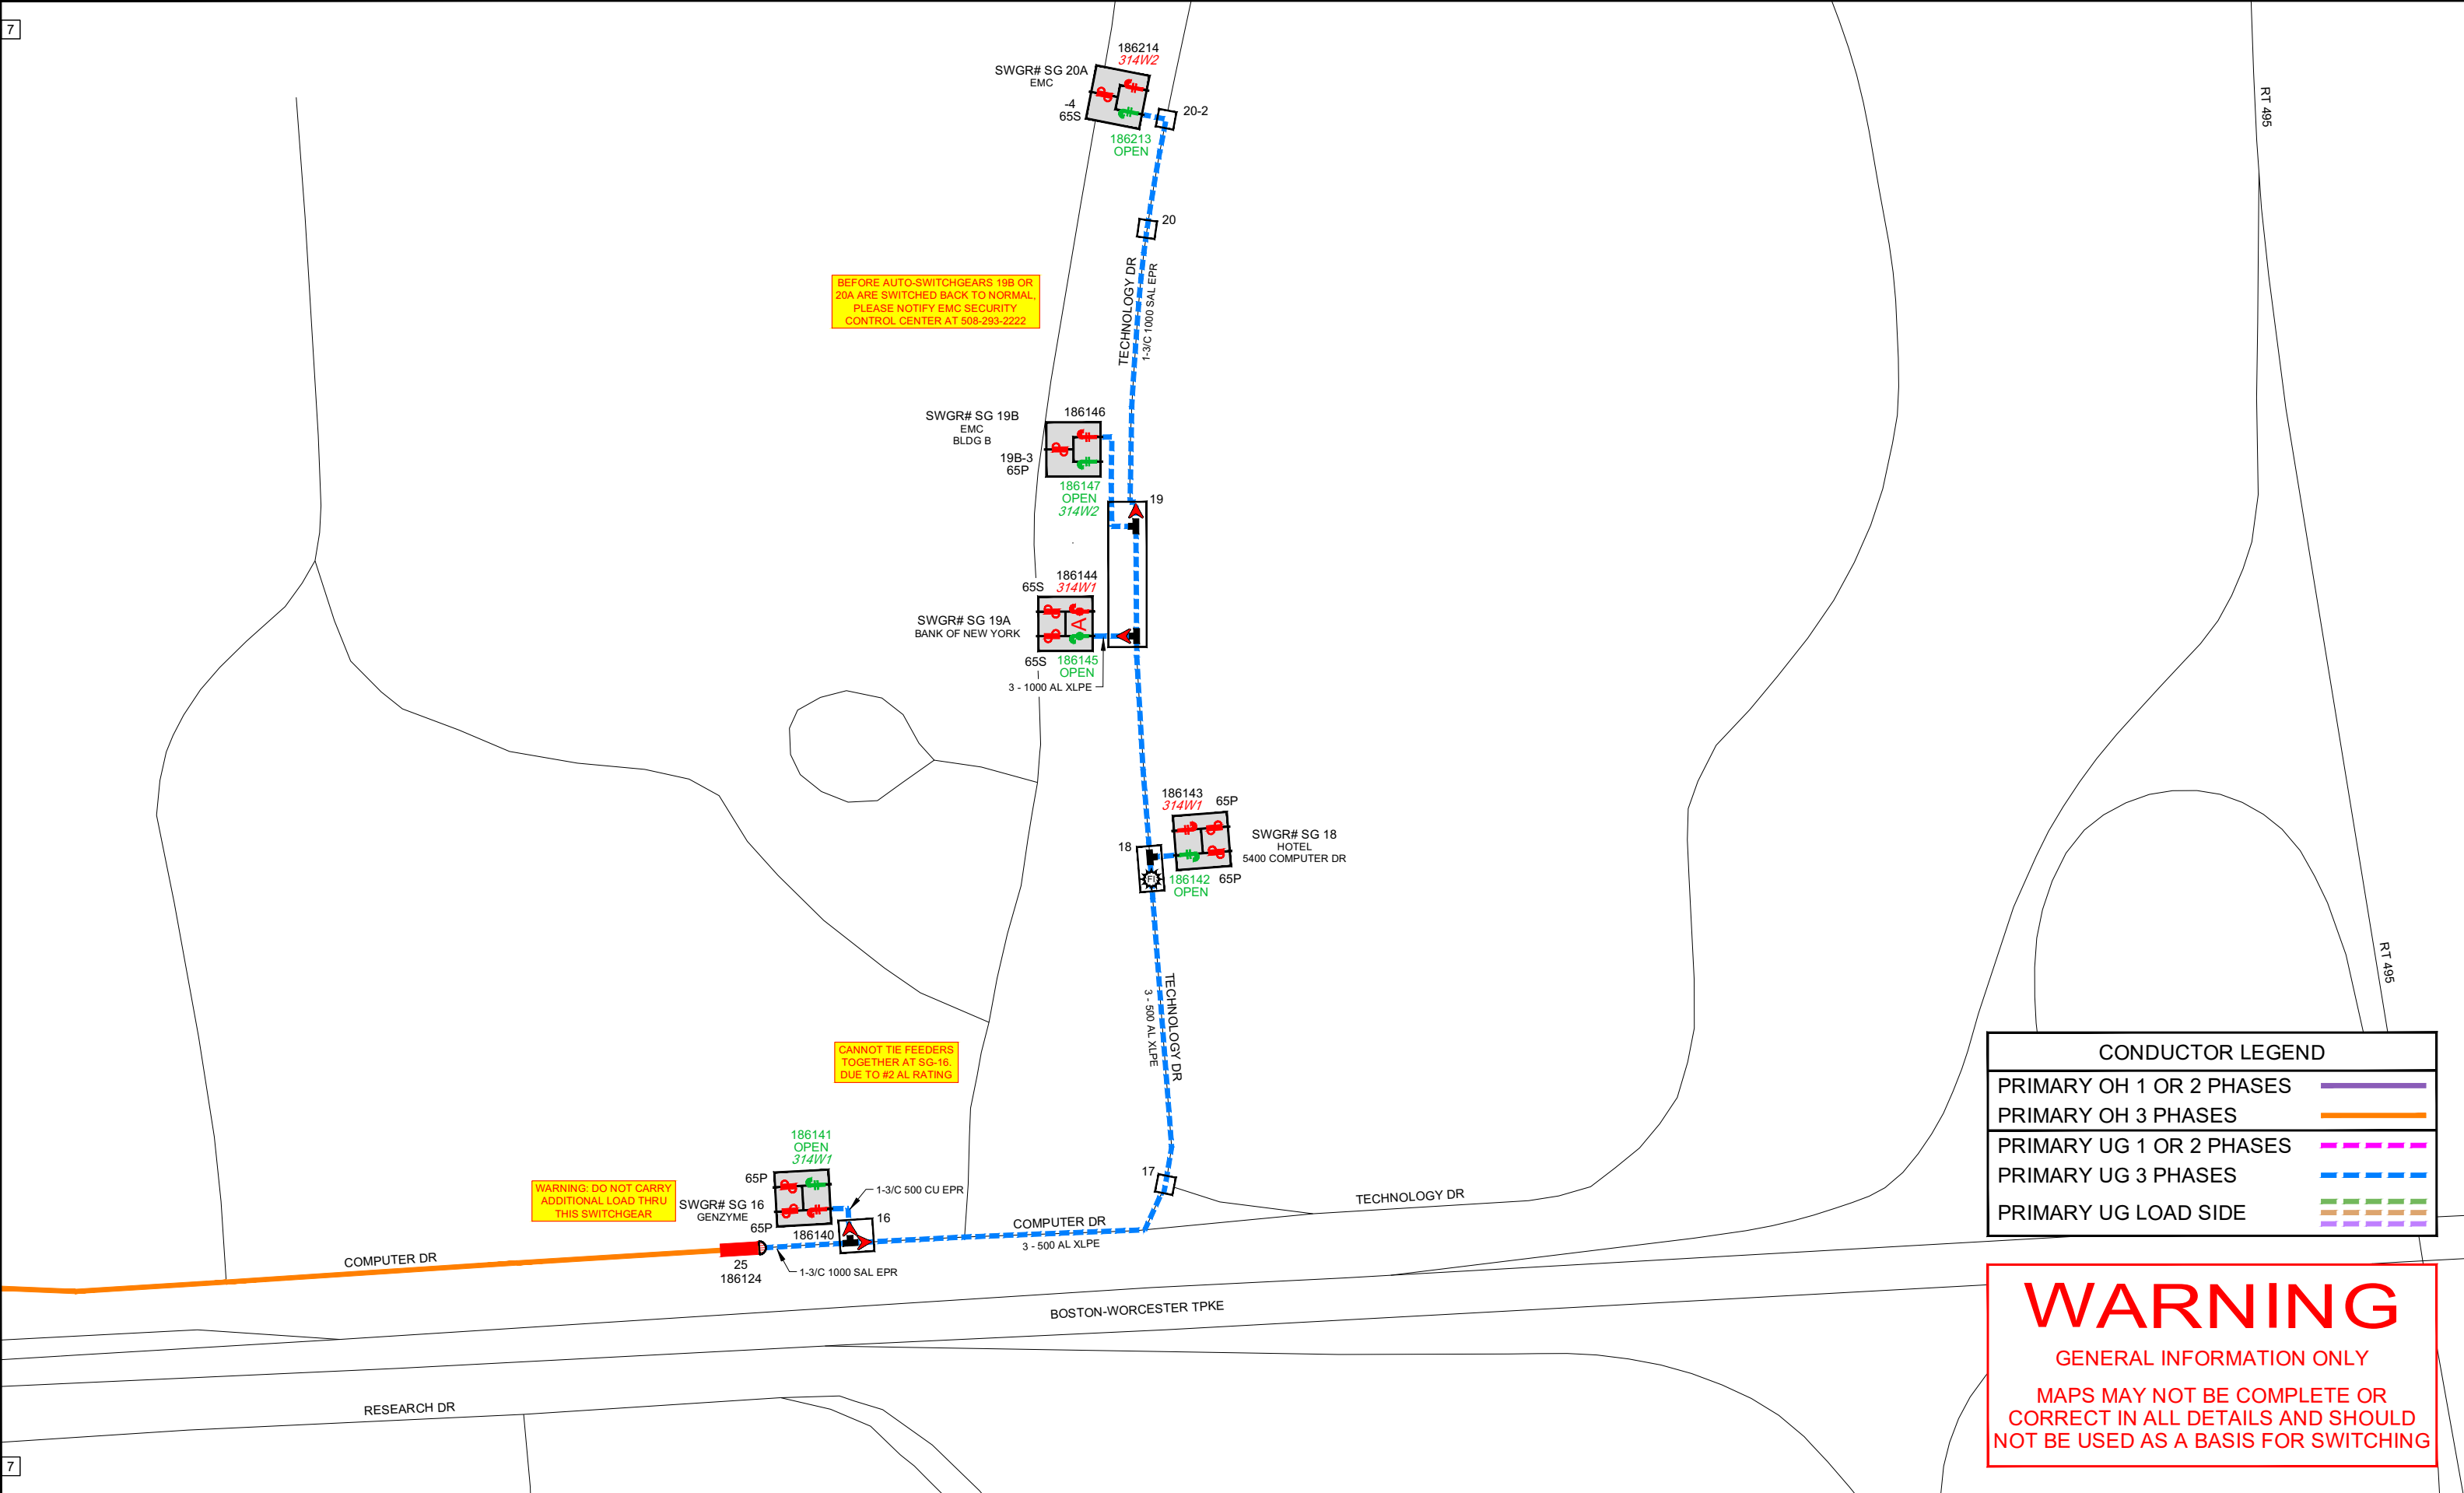 7
186214
314W2
SWGR# SG 20A
EMC
-4
65S
20-2
186213
OPEN
RT 495
20
BEFORE AUTO-SWITCHGEARS 19B OR
20A ARE SWITCHED BACK TO NORMAL,
PLEASE NOTIFY EMC SECURITY
CONTROL CENTER AT 508-293-2222
TECHNOLOGY DR
1-3/C 1000 SAL EPR
SWGR# SG 19B
EMC
BLDG B
186146
19B-3
65P
186147
OPEN
314W2
19
186144
65S
314W1
SWGR# SG 19A
BANK OF NEW YORK
A
65S
186145
OPEN
3 - 1000 AL XLPE
186143
65P
314W1
SWGR# SG 18
HOTEL
5400 COMPUTER DR
18
FI
186142
65P
OPEN
RT 495
TECHNOLOGY DR
3 - 500 AL XLPE
CANNOT TIE FEEDERS
TOGETHER AT SG-16.
DUE TO #2 AL RATING
186141
OPEN
314W1
65P
WARNING: DO NOT CARRY
ADDITIONAL LOAD THRU
THIS SWITCHGEAR
SWGR# SG 16
GENZYME
65P
186140
1-3/C 500 CU EPR
16
17
TECHNOLOGY DR
COMPUTER DR
3 - 500 AL XLPE
COMPUTER DR
25
186124
1-3/C 1000 SAL EPR
BOSTON-WORCESTER TPKE
RESEARCH DR
7
CONDUCTOR LEGEND
PRIMARY OH 1 OR 2 PHASES
PRIMARY OH 3 PHASES
PRIMARY UG 1 OR 2 PHASES
PRIMARY UG 3 PHASES
PRIMARY UG LOAD SIDE
WARNING
GENERAL INFORMATION ONLY
MAPS MAY NOT BE COMPLETE OR
CORRECT IN ALL DETAILS AND SHOULD
NOT BE USED AS A BASIS FOR SWITCHING